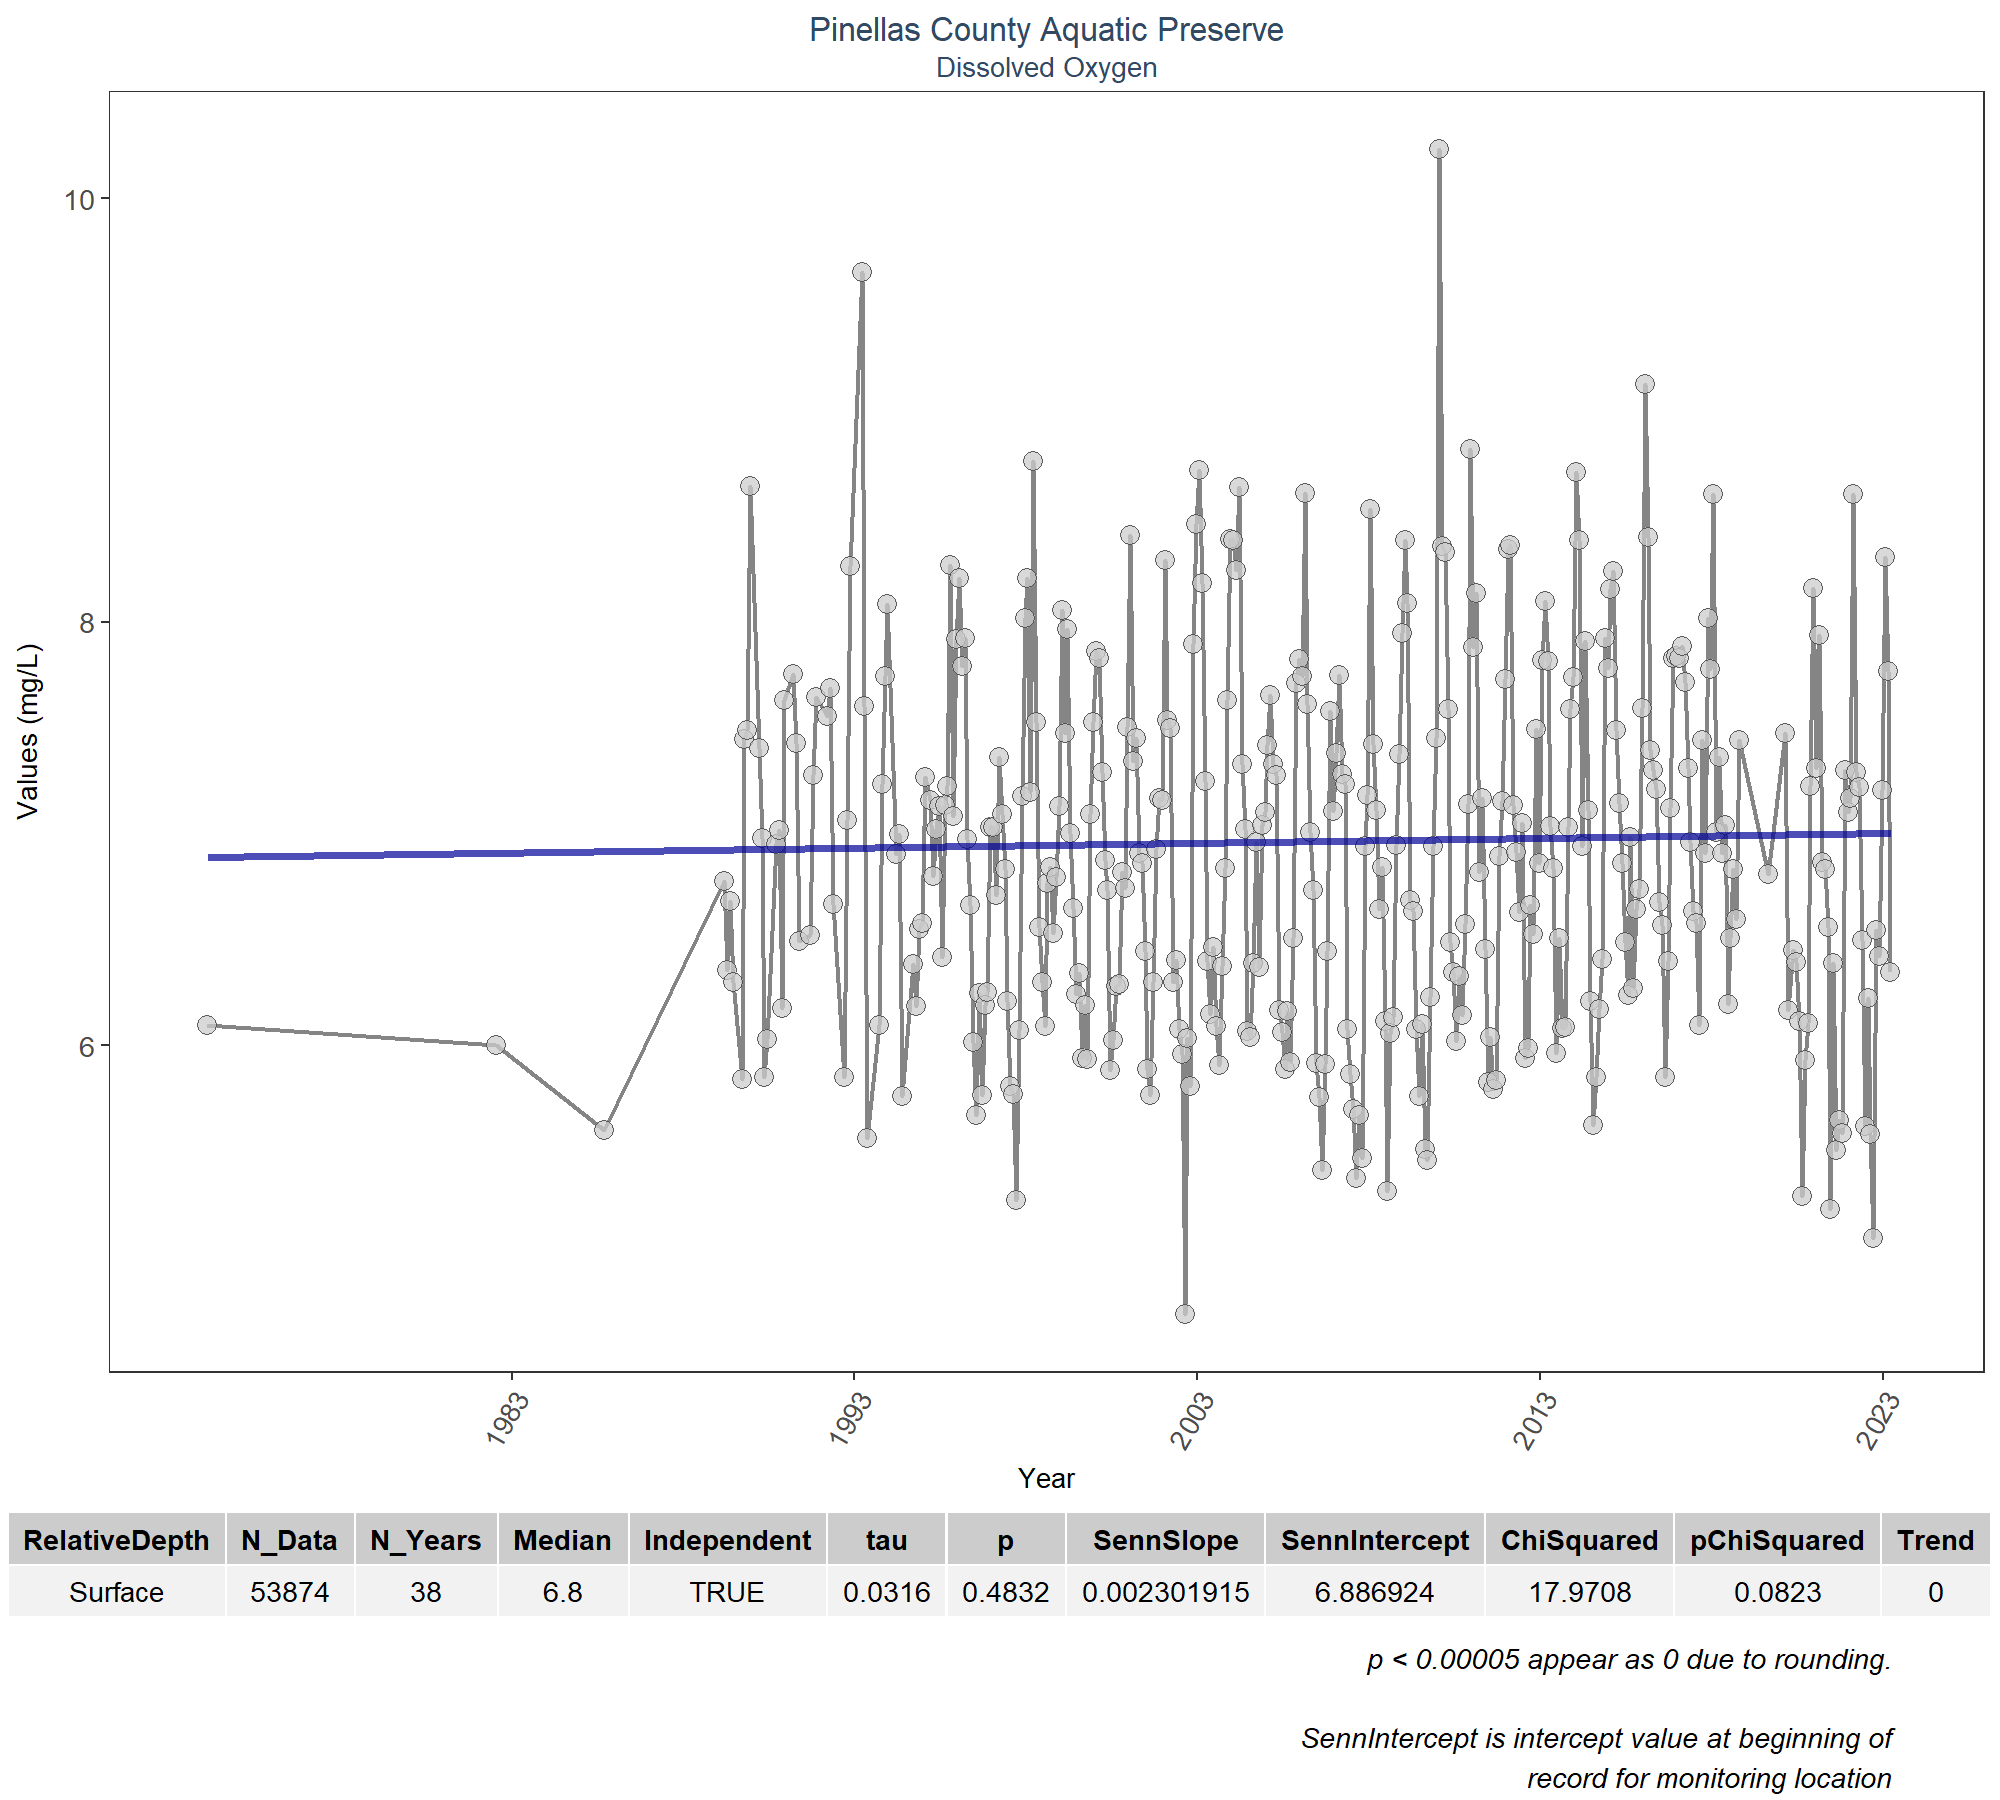 Pinellas County Aquatic Preserve
Dissolved Oxygen
Values (mg/L)
10
8
6
1983
1993
2003
2013
2023
Year
RelativeDepth N_Data N_Years Median Independent tau p SennSlope SennIntercept ChiSquared pChiSquared Trend
Surface 53874 38 6.8 TRUE 0.0316 0.4832 0.002301915 6.886924 17.9708 0.0823 0
p < 0.00005 appear as 0 due to rounding.
SennIntercept is intercept value at beginning of
record for monitoring location